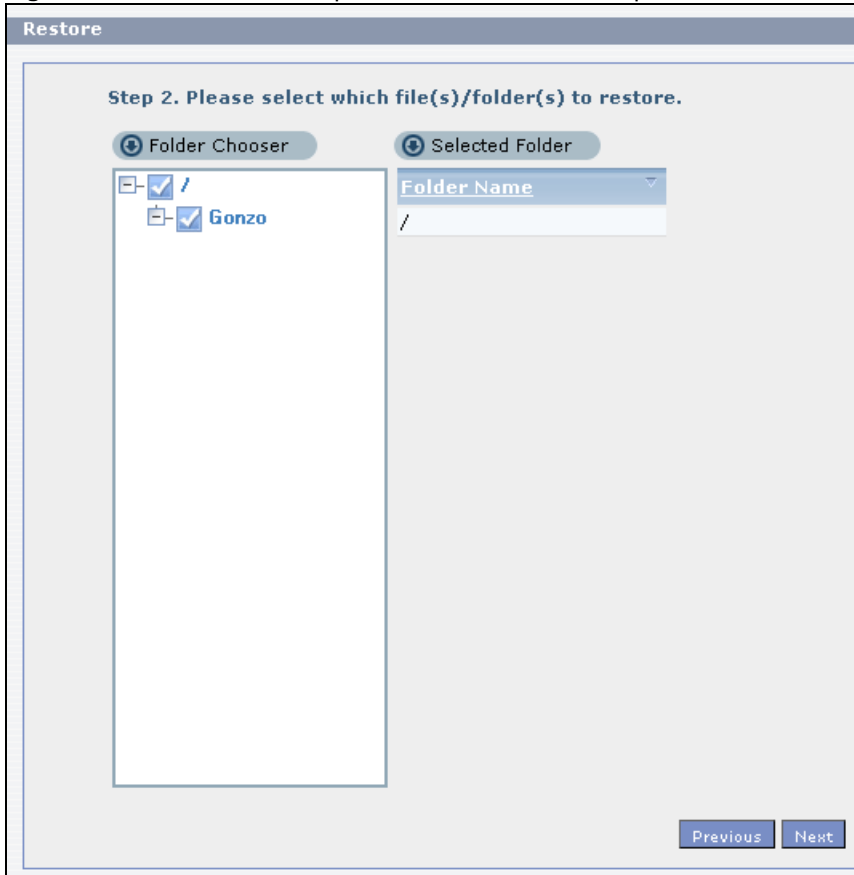 Restore
Step 2. Please select which file(s)/folder(s) to restore.
Folder Chooser
Selected Folder
/
Gonzo
Folder Name
/
Previous
Next